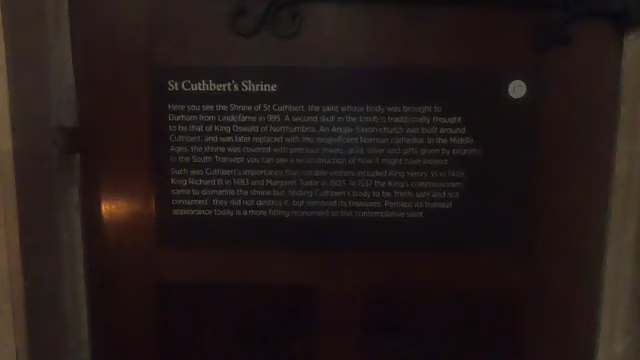 St Cuthbert's Shrine
17
Here you see the Shrine of St Cuthbert, the saint whose body was brought to
Durham from Lindisfarne in 995. A second skull in the tomb is traditionally thought
to be that of King Oswald of Northumbria. An Anglo-Saxon church was built around
Cuthbert, and was later replaced with this magnificent Norman cathedral. In the Middle
Ages, the shrine was covered with precious jewels, gold, silver and gifts given by pilgrims.
In the South Transept you can see a reconstruction of how it might have looked.
Such was Cuthbert's importance that notable visitors included King Henry VI in
King Richard III in 1483 and Margaret Tudor in 1503. In 1537 the King's commissioners
came to dismantle the shrine but, finding Cuthbert's body to be 'fresh, safe and not
consumed', they did not destroy it, but removed its treasures. Perhaps its tranquil
appearance today is a more fitting monument to this contemplative saint.